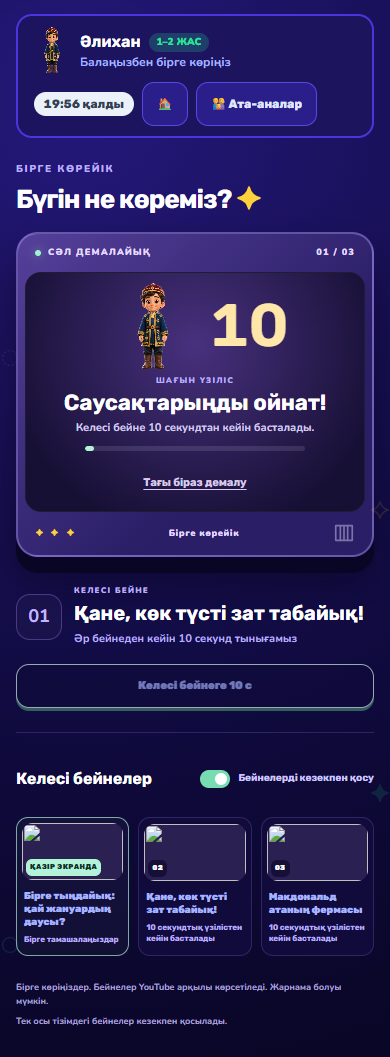 Әлихан
1–2 ЖАС
Балаңызбен бірге көріңіз
19:56 қалды
Ата-аналар
БІРГЕ КӨРЕЙІК
Бүгін не көреміз?
СӘЛ ДЕМАЛАЙЫҚ
01 / 03
10
ШАҒЫН ҮЗІЛІС
Саусақтарыңды ойнат!
Келесі бейне 10 секундтан кейін басталады.
Тағы біраз демалу
Бірге көрейік
КЕЛЕСІ БЕЙНЕ
01
Қане, көк түсті зат табайық!
Әр бейнеден кейін 10 секунд тынығамыз
Келесі бейнеге 10 с
Келесі бейнелер
Бейнелерді кезекпен қосу
ҚАЗІР ЭКРАНДА
Бірге тыңдайық:
қай жануардың
даусы?
Бірге тамашалаңыздар
02
Қане, көк түсті
зат табайық!
10 секундтық үзілістен
кейін басталады
03
Макдональд
атаның фермасы
10 секундтық үзілістен
кейін басталады
Бірге көріңіздер. Бейнелер YouTube арқылы көрсетіледі. Жарнама болуы
мүмкін.
Тек осы тізімдегі бейнелер кезекпен қосылады.